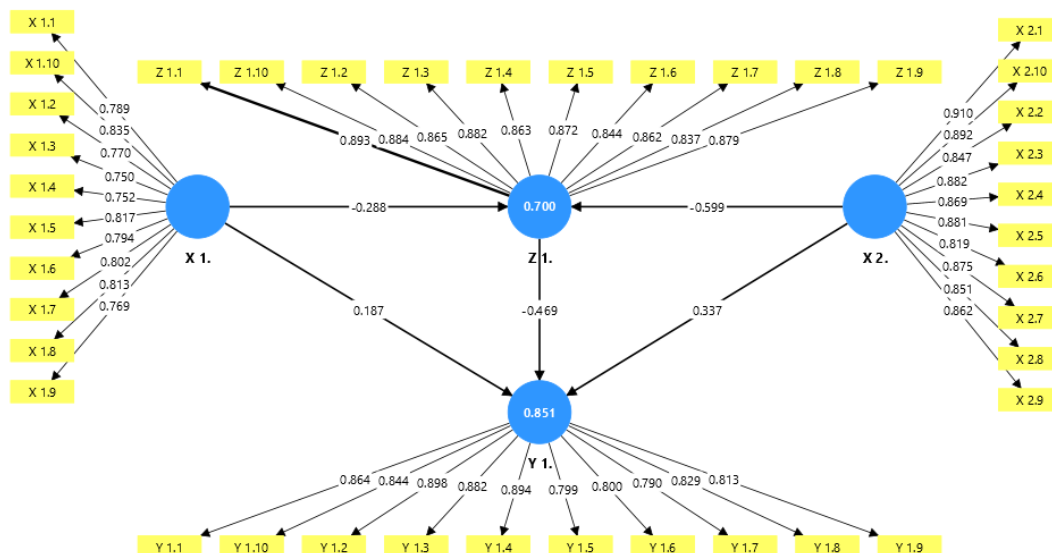 X 1.1
X 1.10
X 1.2
X 1.3
X 1.4
X 1.5
X 1.6
X 1.7
X 1.8
X 1.9
0.789
0.835
0.770
0.750
0.752
0.817
0.794
0.802
0.813
0.769
X 1.
Z 1.1
Z 1.10
Z 1.2
Z 1.3
Z 1.4
Z 1.5
Z 1.6
Z 1.7
Z 1.8
Z 1.9
0.893
0.884
0.865
0.882
0.863
0.872
0.844
0.862
0.837
0.879
-0.288
0.700
-0.599
Z 1.
X 2.1
X 2.10
X 2.2
X 2.3
X 2.4
X 2.5
X 2.6
X 2.7
X 2.8
X 2.9
0.910
0.892
0.847
0.882
0.869
0.881
0.819
0.875
0.851
0.862
X 2.
0.187
-0.469
0.337
0.851
Y 1.
0.864
0.844
0.898
0.882
0.894
0.799
0.800
0.790
0.829
0.813
Y 1.1
Y 1.10
Y 1.2
Y 1.3
Y 1.4
Y 1.5
Y 1.6
Y 1.7
Y 1.8
Y 1.9